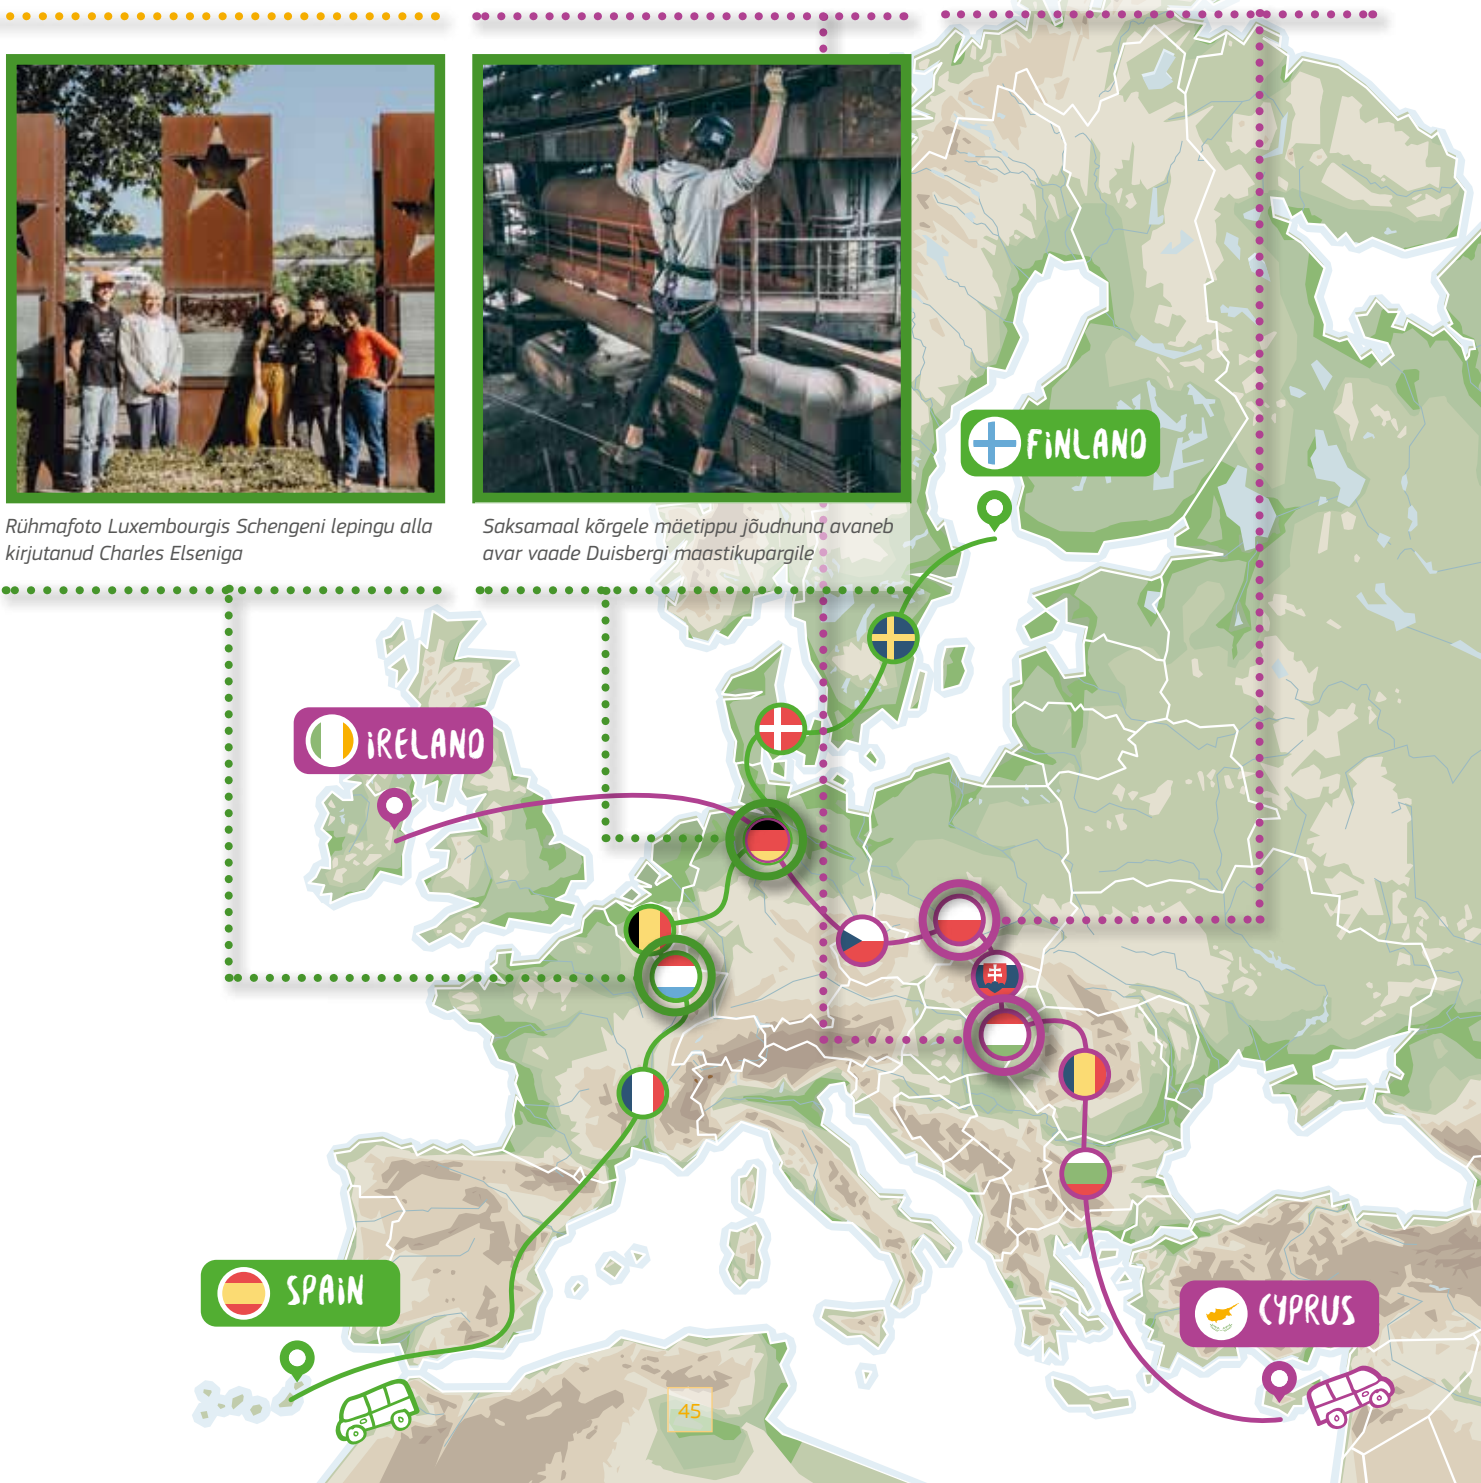 Rühmafoto Luxembourgis Schengeni lepingu alla
kirjutanud Charles Elseniga
Saksamaal kõrgele mäetippu jõudnuna avaneb
avar vaade Duisbergi maastikupargile
FiNLAND
iRELAND
SPAiN
CYPRUS
45